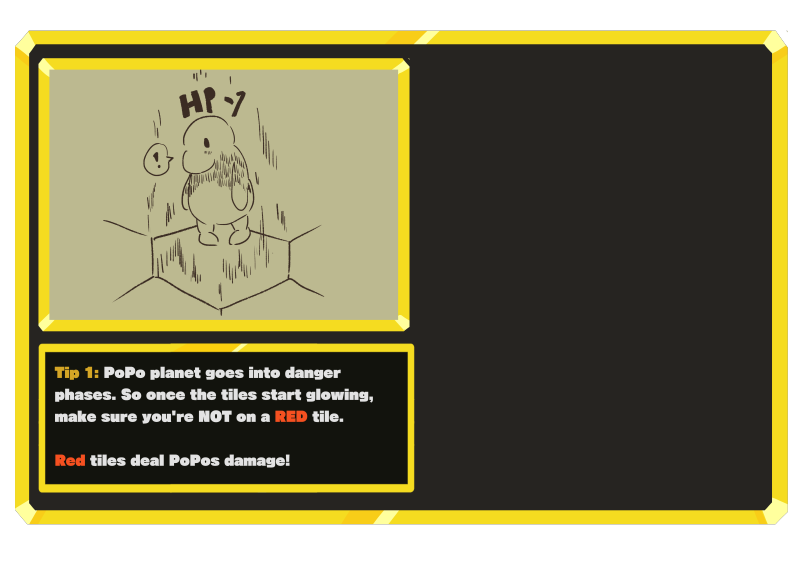 HP -1
!
Tip 1: PoPo planet goes into danger
phases. So once the tiles start glowing,
make sure you're NOT on a RED tile.
Red tiles deal PoPos damage!